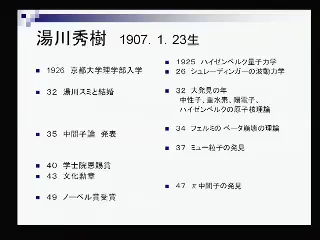 湯川秀樹 1907. 1. 23生
1926 京都大学理学部入学
32 湯川スミと結婚
35 中間子論 発表
40 学士院恩賜賞
43 文化勲章
49 ノーベル賞受賞
1925 ハイゼンベルク量子力学
26 シュレーディンガーの波動力学
32 大発見の年
中性子、重水素、陽電子、
ハイゼンベルクの原子核理論
34 フェルミの ベータ崩壊の理論
37 ミュー粒子の発見
47 π中間子の発見